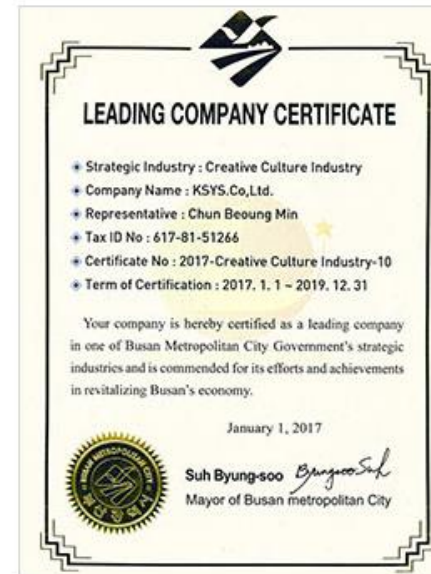 LEADING COMPANY CERTIFICATE
Strategic Industry : Creative Culture Industry
Company Name : KSYS.Co,Ltd.
Representative : Chun Beoung Min
Tax ID No : 617-81-51266
Certificate No : 2017-Creative Culture Industry-10
Term of Certification : 2017. 1. 1 ~ 2019. 12. 31
Your company is hereby certified as a leading company
in one of Busan Metropolitan City Government's strategic
industries and is commended for its efforts and achievements
in revitalizing Busan's economy.
January 1, 2017
Suh Byung-soo
Mayor of Busan metropolitan City
BUSAN METROPOLITAN CITY